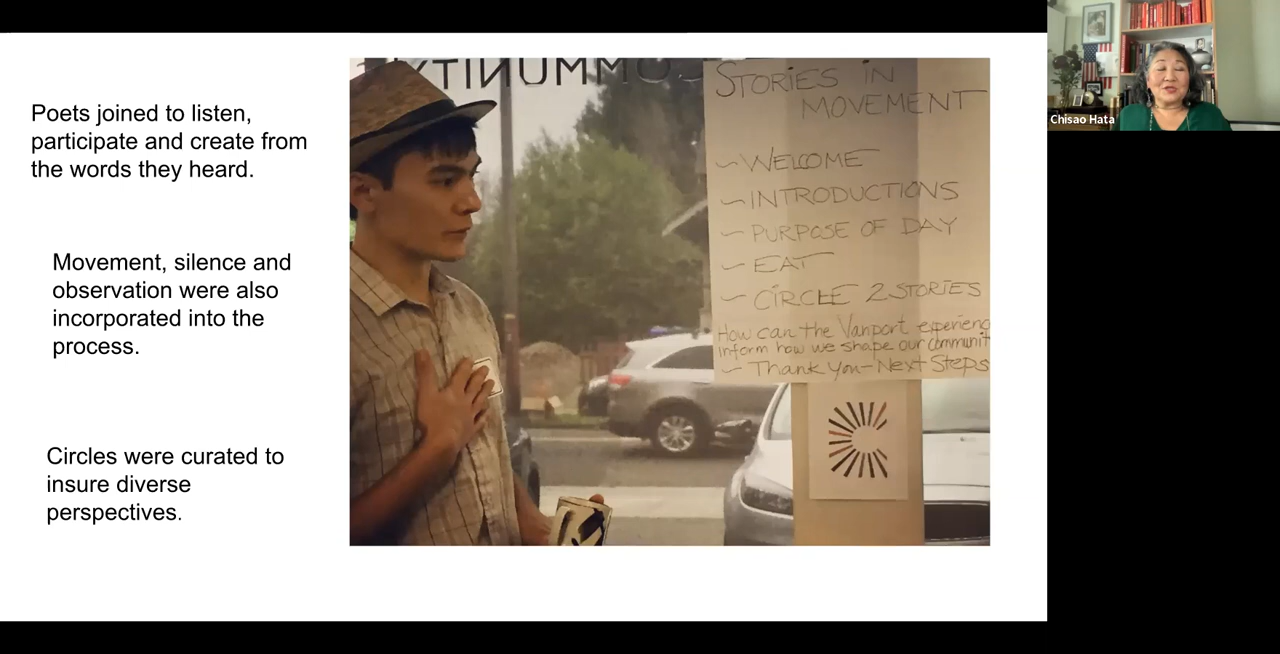 Poets joined to listen,
participate and create from
the words they heard.
Movement, silence and
observation were also
incorporated into the
process.
Circles were curated to
insure diverse
perspectives.
COMMUNITY
STORIES IN
MOVEMENT
~ WELCOME
~ INTRODUCTIONS
~ PURPOSE OF DAY
~ EAT
~ CIRCLE 2 STORIES
How can the Vanport experienc
inform how we shape our communit
~ Thank You - Next Steps
Chisao Hata